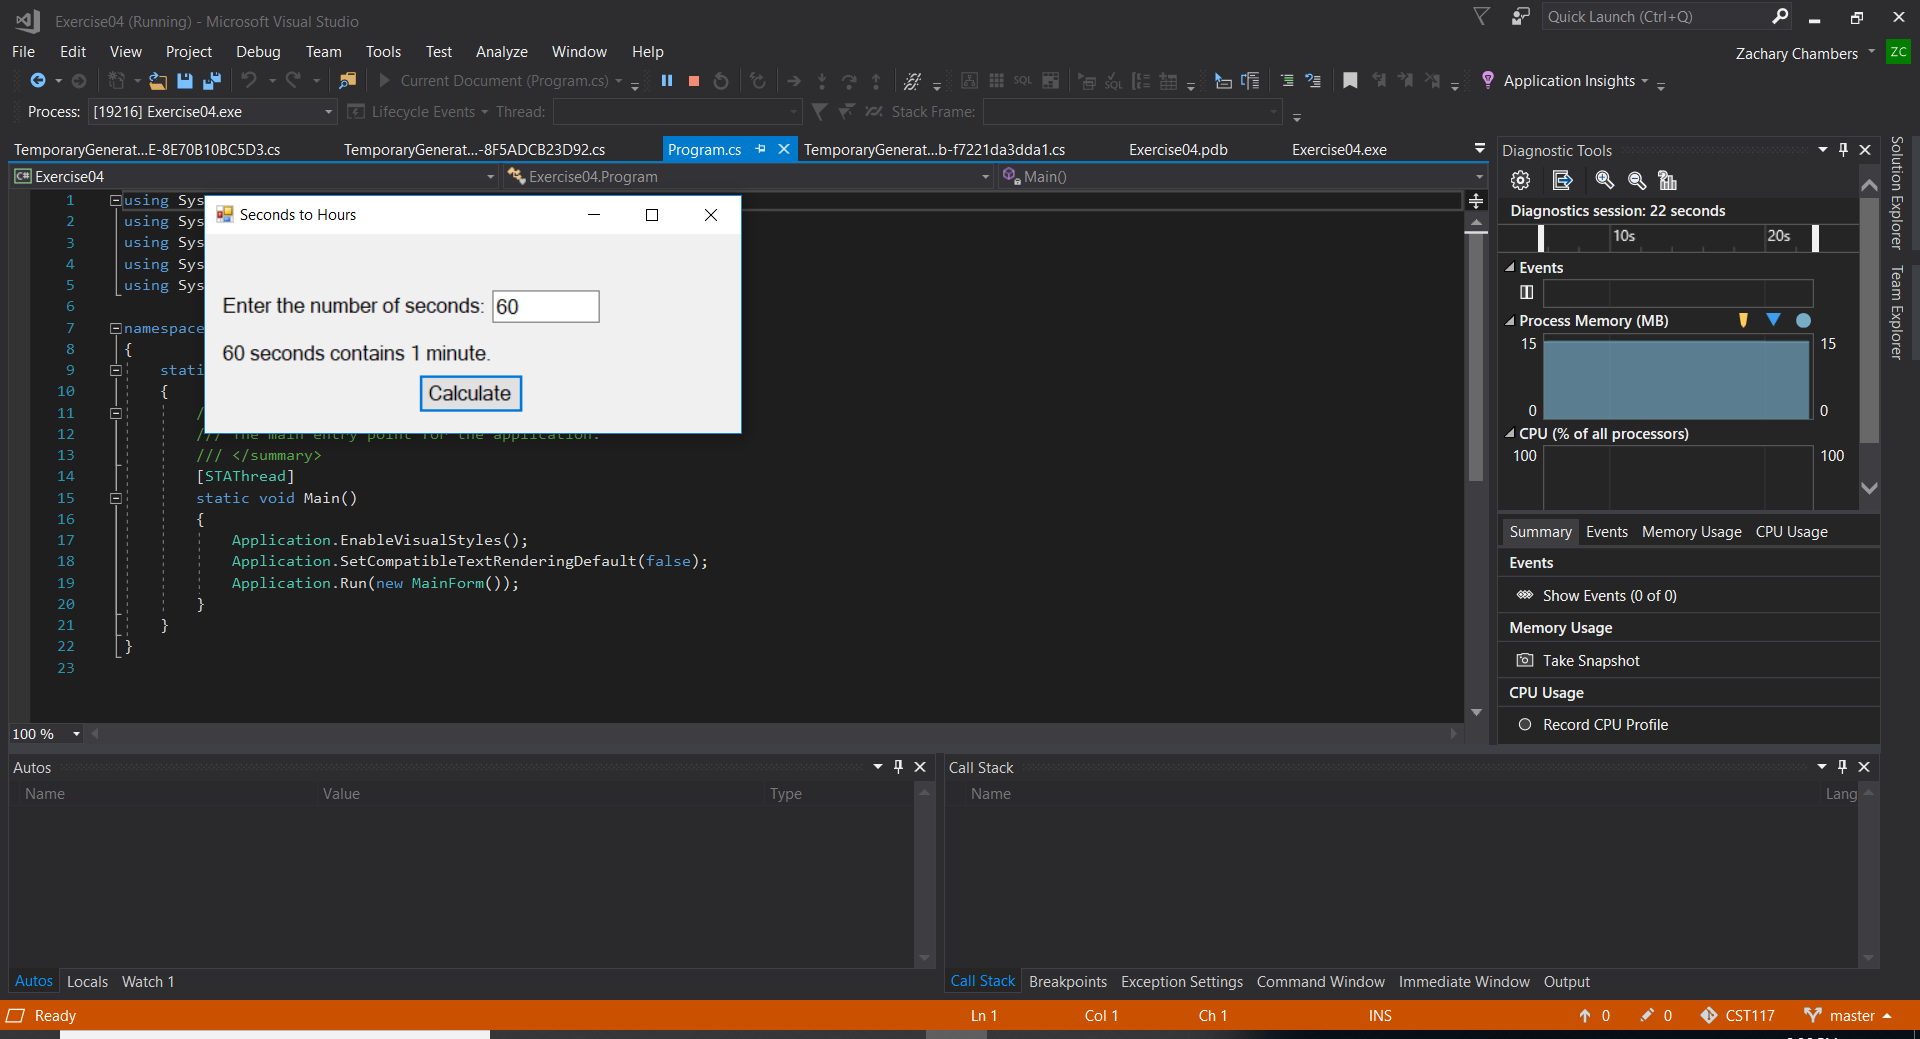 Exercise04 (Running) - Microsoft Visual Studio
Quick Launch (Ctrl+Q)
File Edit View Project Debug Team Tools Test Analyze Window Help
Zachary Chambers ZC
Current Document (Program.cs)
SQL
SQL
Application Insights
Process: [19216] Exercise04.exe Lifecycle Events Thread: Stack Frame:
TemporaryGenerat...E-8E70B10BC5D3.cs TemporaryGenerat...-8F5ADCB23D92.cs Program.cs TemporaryGenerat...b-f7221da3dda1.cs Exercise04.pdb Exercise04.exe
C# Exercise04 Exercise04.Program Main()
1 using Sys
2 using Sys
3 using Sys
4 using Sys
5 using Sys
6
7 namespace
8 {
9 stati
10 {
11 /
12 /// The main entry point for the application.
13 /// </summary>
14 [STAThread]
15 static void Main()
16 {
17 Application.EnableVisualStyles();
18 Application.SetCompatibleTextRenderingDefault(false);
19 Application.Run(new MainForm());
20 }
21 }
22 }
23
Seconds to Hours
Enter the number of seconds: 60
60 seconds contains 1 minute.
Calculate
100 %
Diagnostic Tools
Diagnostics session: 22 seconds
10s 20s
Events
Process Memory (MB)
15 15
0 0
CPU (% of all processors)
100 100
Summary Events Memory Usage CPU Usage
Events
Show Events (0 of 0)
Memory Usage
Take Snapshot
CPU Usage
Record CPU Profile
Solution Explorer
Team Explorer
Autos
Name Value Type
Autos Locals Watch 1
Call Stack
Name Lang
Call Stack Breakpoints Exception Settings Command Window Immediate Window Output
Ready Ln 1 Col 1 Ch 1 INS 0 0 CST117 master